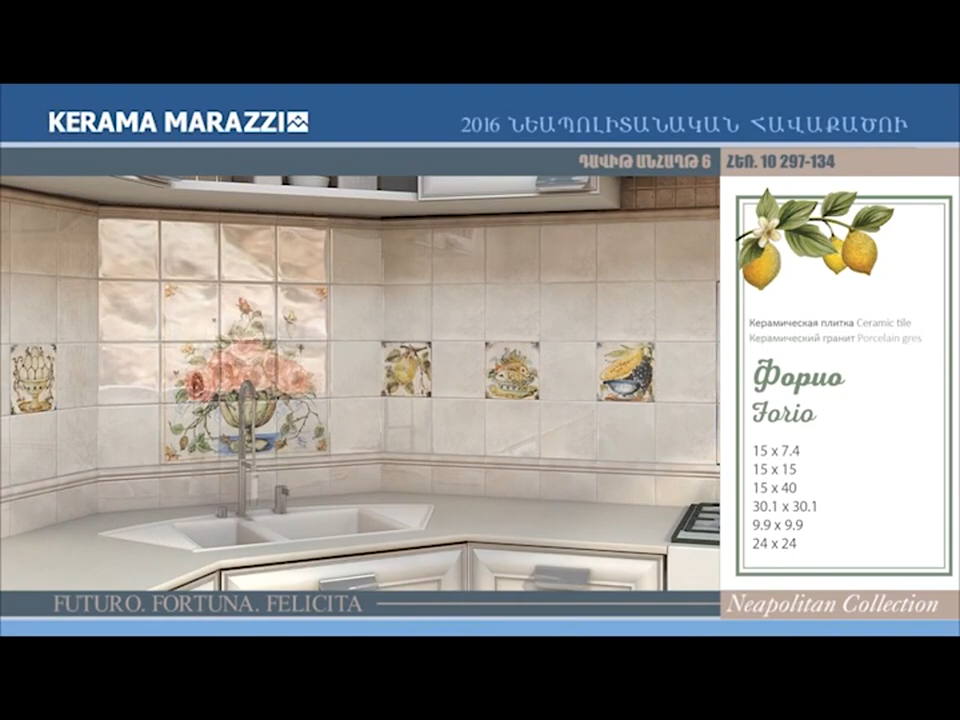 KERAMA MARAZZI
2016 ՆԵԱՊՈԼԻՏԱՆԱԿԱՆ ՀԱՎԱՔԱԾՈՒ
ԴԱՎԻԹ ԱՆՀԱՂԹ 6 ՀԵՌ. 10 297-134
Керамическая плитка Ceramic tile
Керамический гранит Porcelain gres
Форио
Forio
15 x 7.4
15 x 15
15 x 40
30.1 x 30.1
9.9 x 9.9
24 x 24
FUTURO. FORTUNA. FELICITA
Neapolitan Collection